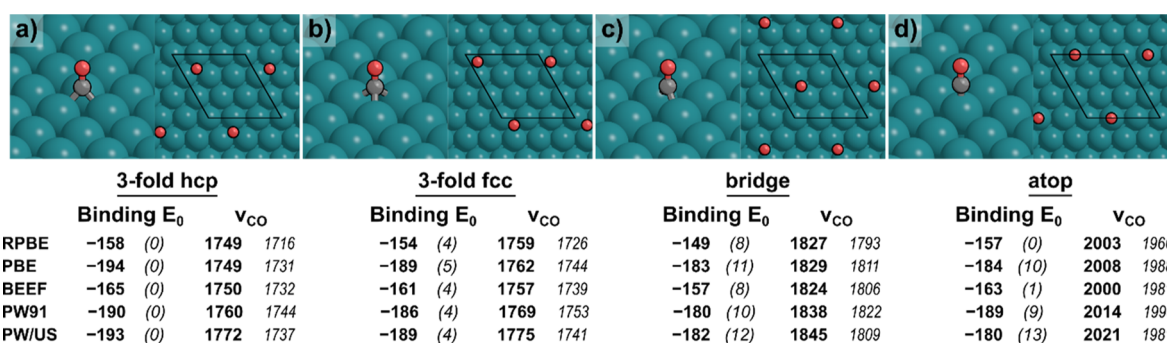 a) b) c) d)
3-fold hcp 3-fold fcc bridge atop
Binding E₀ νCO Binding E₀ νCO Binding E₀ νCO Binding E₀ νCO
RPBE −158 (0) 1749 1716 −154 (4) 1759 1726 −149 (8) 1827 1793 −157 (0) 2003
PBE −194 (0) 1749 1731 −189 (5) 1762 1744 −183 (11) 1829 1811 −184 (10) 2008
BEEF −165 (0) 1750 1732 −161 (4) 1757 1739 −157 (8) 1824 1806 −163 (1) 2000
PW91 −190 (0) 1760 1744 −186 (4) 1769 1753 −180 (10) 1838 1822 −189 (9) 2014
PW/US −193 (0) 1772 1737 −189 (4) 1775 1741 −182 (12) 1845 1809 −180 (13) 2021